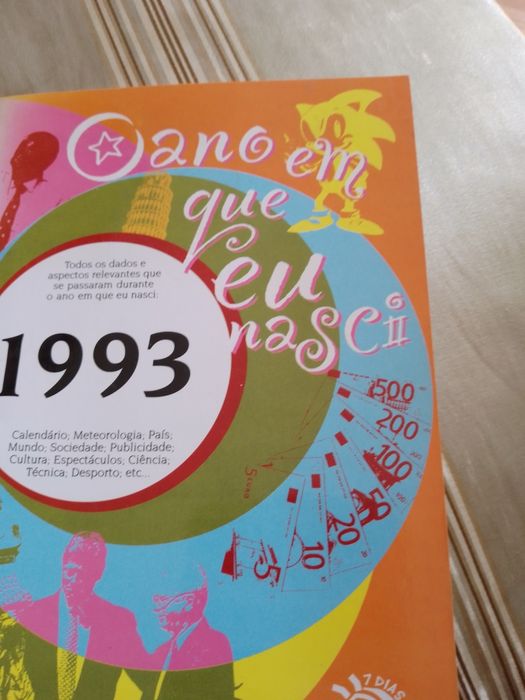 O ano em
que
eu
nasci
Todos os dados e
aspectos relevantes que
se passaram durante
o ano em que eu nasci:
1993
Calendário; Meteorologia; País;
Mundo; Sociedade; Publicidade;
Cultura; Espectáculos; Ciência;
Técnica; Desporto; etc...
500
200
100
50
20
10
5
7 DIAS